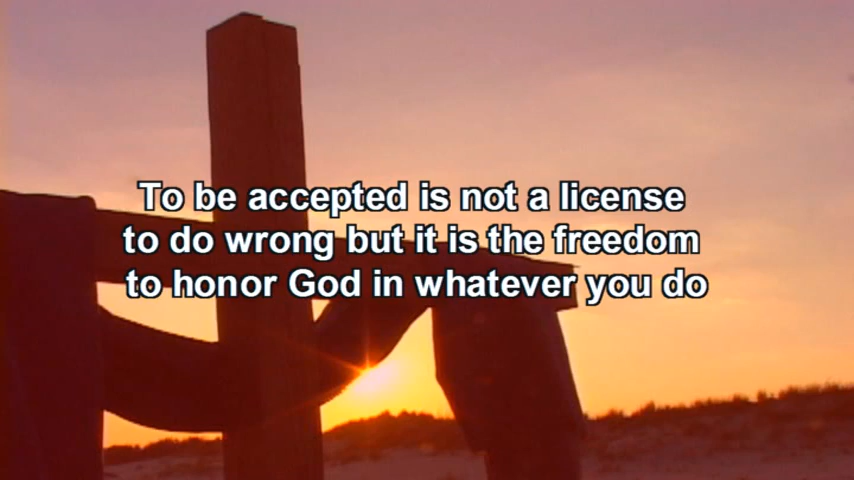 To be accepted is not a license
to do wrong but it is the freedom
to honor God in whatever you do